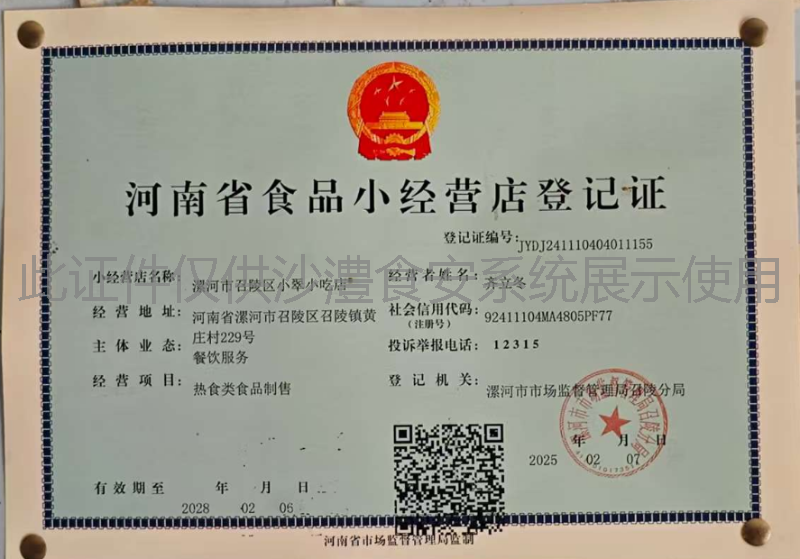 河南省食品小经营店登记证
登记证编号:JYDJ241110404011155
此证件仅供沙澧食安系统展示使用
小经营店名称: 漯河市召陵区小翠小吃店
经营者姓名: 齐立冬
经营地址: 河南省漯河市召陵区召陵镇黄
庄村229号
社会信用代码: 92411104MA4805PF77
(注册号)
主体业态: 餐饮服务
投诉举报电话: 12315
经营项目: 热食类食品制售
登记机关: 漯河市市场监督管理局召陵分局
年 月 日
2025 02 07
有效期至 年 月 日
2028 02 06
河南省市场监督管理局监制